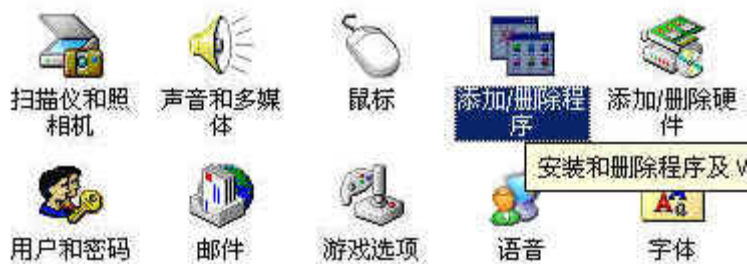 扫描仪和照
相机
声音和多媒
体
鼠标
添加/删除程
序
添加/删除硬
件
安装和删除程序及 W
用户和密码
邮件
游戏选项
语音
字体